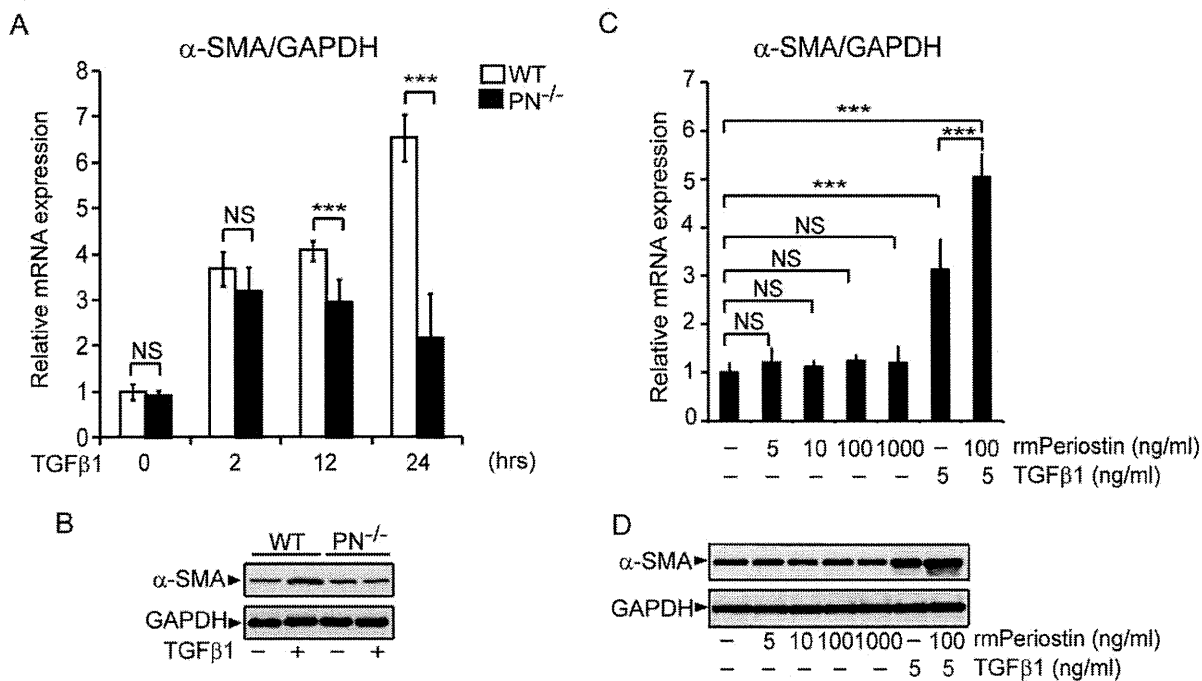 A
α-SMA/GAPDH
WT
PN-/-
Relative mRNA expression
8
7
6
5
4
3
2
1
0
NS
NS
***
***
TGFβ1 0 2 12 24 (hrs)
B
WT PN-/-
α-SMA
GAPDH
TGFβ1 – + – +
C
α-SMA/GAPDH
Relative mRNA expression
7
6
5
4
3
2
1
0
***
***
***
NS
NS
NS
NS
– 5 10 100 1000 – 100 rmPeriostin (ng/ml)
– – – – – 5 5 TGFβ1 (ng/ml)
D
α-SMA
GAPDH
– 5 10 100 1000 – 100 rmPeriostin (ng/ml)
– – – – – 5 5 TGFβ1 (ng/ml)